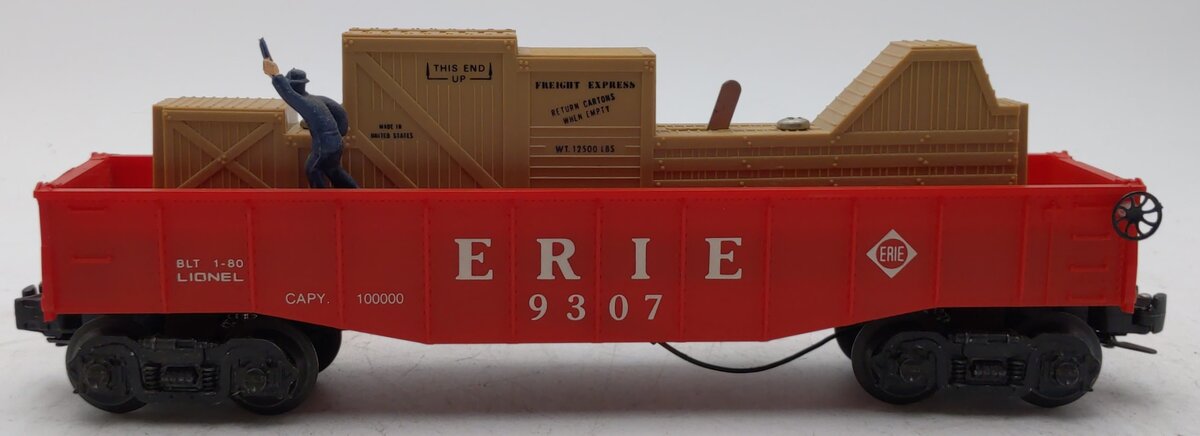 THIS END
UP
MADE IN
UNITED STATES
FREIGHT EXPRESS
RETURN CARTONS
WHEN EMPTY
WT. 12500 LBS
BLT 1-80
LIONEL
CAPY. 100000
ERIE
9307
ERIE